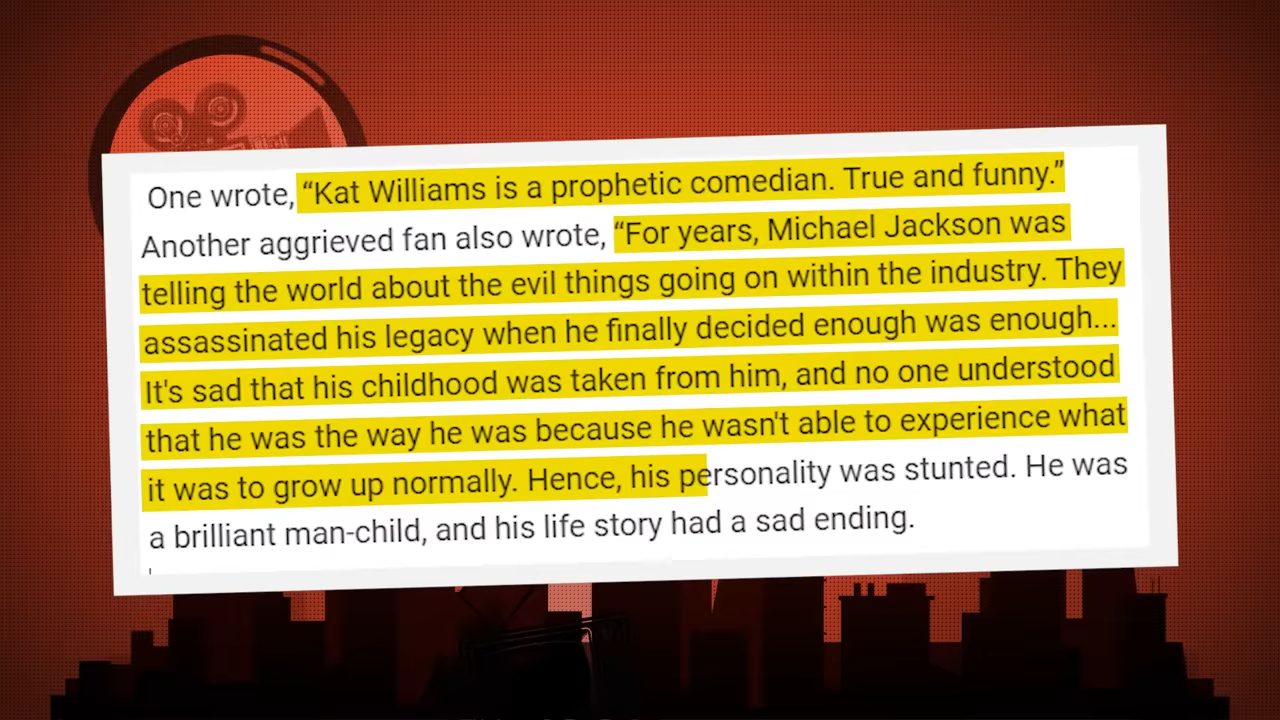 One wrote, “Kat Williams is a prophetic comedian. True and funny.”
Another aggrieved fan also wrote, “For years, Michael Jackson was
telling the world about the evil things going on within the industry. They
assassinated his legacy when he finally decided enough was enough...
It's sad that his childhood was taken from him, and no one understood
that he was the way he was because he wasn't able to experience what
it was to grow up normally. Hence, his personality was stunted. He was
a brilliant man-child, and his life story had a sad ending.